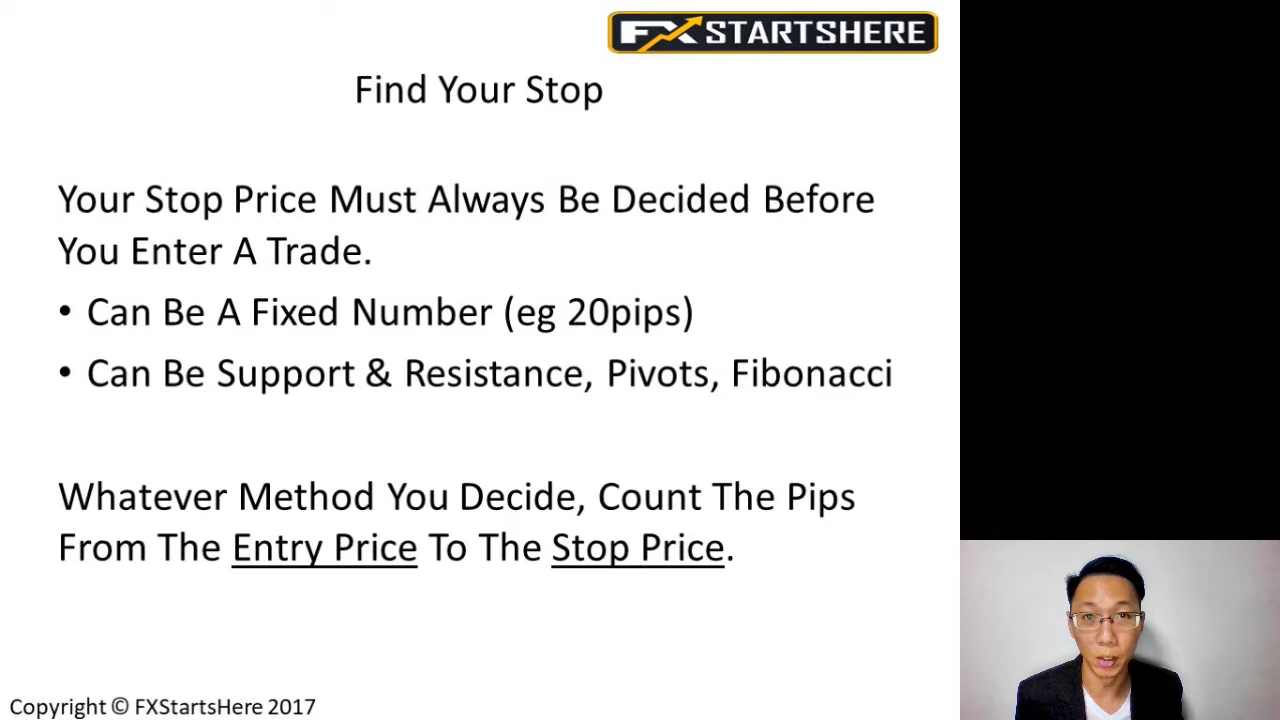 FXSTARTSHERE
Find Your Stop
Your Stop Price Must Always Be Decided Before
You Enter A Trade.
• Can Be A Fixed Number (eg 20pips)
• Can Be Support & Resistance, Pivots, Fibonacci
Whatever Method You Decide, Count The Pips
From The Entry Price To The Stop Price.
Copyright © FXStartsHere 2017